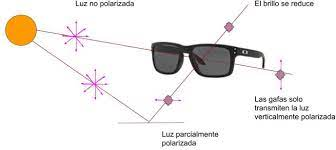 Luz no polarizada
El brillo se reduce
Las gafas solo
transmiten la luz
verticalmente polarizada
Luz parcialmente
polarizada